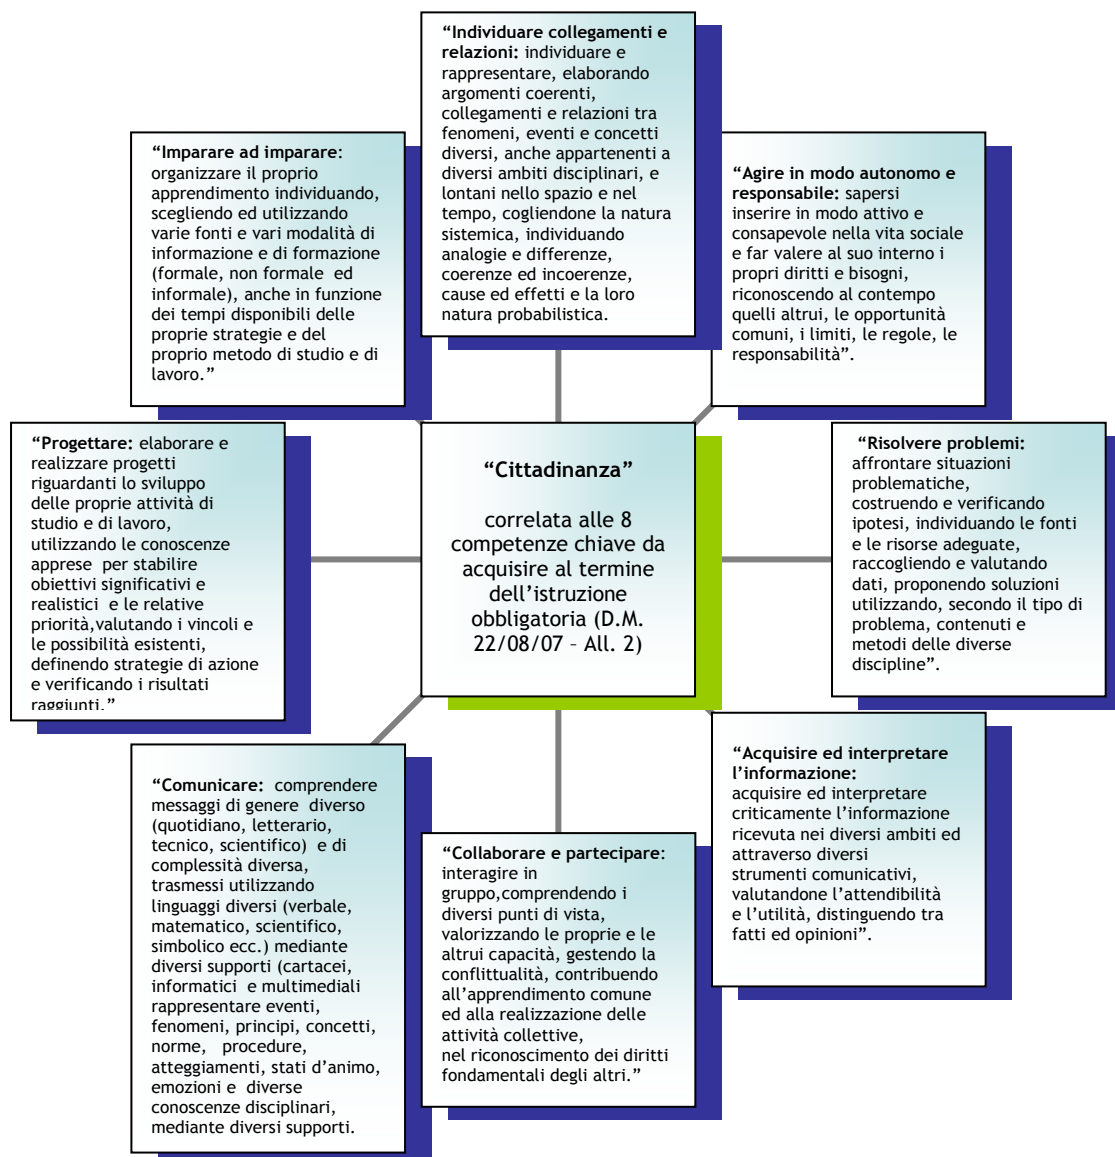 “Individuare collegamenti e
relazioni: individuare e
rappresentare, elaborando
argomenti coerenti,
collegamenti e relazioni tra
fenomeni, eventi e concetti
diversi, anche appartenenti a
diversi ambiti disciplinari, e
lontani nello spazio e nel
tempo, cogliendone la natura
sistemica, individuando
analogie e differenze,
coerenze ed incoerenze,
cause ed effetti e la loro
natura probabilistica.
“Imparare ad imparare:
organizzare il proprio
apprendimento individuando,
scegliendo ed utilizzando
varie fonti e vari modalità di
informazione e di formazione
(formale, non formale ed
informale), anche in funzione
dei tempi disponibili delle
proprie strategie e del
proprio metodo di studio e di
lavoro.”
“Agire in modo autonomo e
responsabile: sapersi
inserire in modo attivo e
consapevole nella vita sociale
e far valere al suo interno i
propri diritti e bisogni,
riconoscendo al contempo
quelli altrui, le opportunità
comuni, i limiti, le regole, le
responsabilità”.
“Progettare: elaborare e
realizzare progetti
riguardanti lo sviluppo
delle proprie attività di
studio e di lavoro,
utilizzando le conoscenze
apprese per stabilire
obiettivi significativi e
realistici e le relative
priorità,valutando i vincoli e
le possibilità esistenti,
definendo strategie di azione
e verificando i risultati
raggiunti.”
“Cittadinanza”
correlata alle 8
competenze chiave da
acquisire al termine
dell’istruzione
obbligatoria (D.M.
22/08/07 – All. 2)
“Risolvere problemi:
affrontare situazioni
problematiche,
costruendo e verificando
ipotesi, individuando le fonti
e le risorse adeguate,
raccogliendo e valutando
dati, proponendo soluzioni
utilizzando, secondo il tipo di
problema, contenuti e
metodi delle diverse
discipline”.
“Comunicare: comprendere
messaggi di genere diverso
(quotidiano, letterario,
tecnico, scientifico) e di
complessità diversa,
trasmessi utilizzando
linguaggi diversi (verbale,
matematico, scientifico,
simbolico ecc.) mediante
diversi supporti (cartacei,
informatici e multimediali
rappresentare eventi,
fenomeni, principi, concetti,
norme, procedure,
atteggiamenti, stati d’animo,
emozioni e diverse
conoscenze disciplinari,
mediante diversi supporti.
“Collaborare e partecipare:
interagire in
gruppo,comprendendo i
diversi punti di vista,
valorizzando le proprie e le
altrui capacità, gestendo la
conflittualità, contribuendo
all’apprendimento comune
ed alla realizzazione delle
attività collettive,
nel riconoscimento dei diritti
fondamentali degli altri.”
“Acquisire ed interpretare
l’informazione:
acquisire ed interpretare
criticamente l’informazione
ricevuta nei diversi ambiti ed
attraverso diversi
strumenti comunicativi,
valutandone l’attendibilità
e l’utilità, distinguendo tra
fatti ed opinioni”.